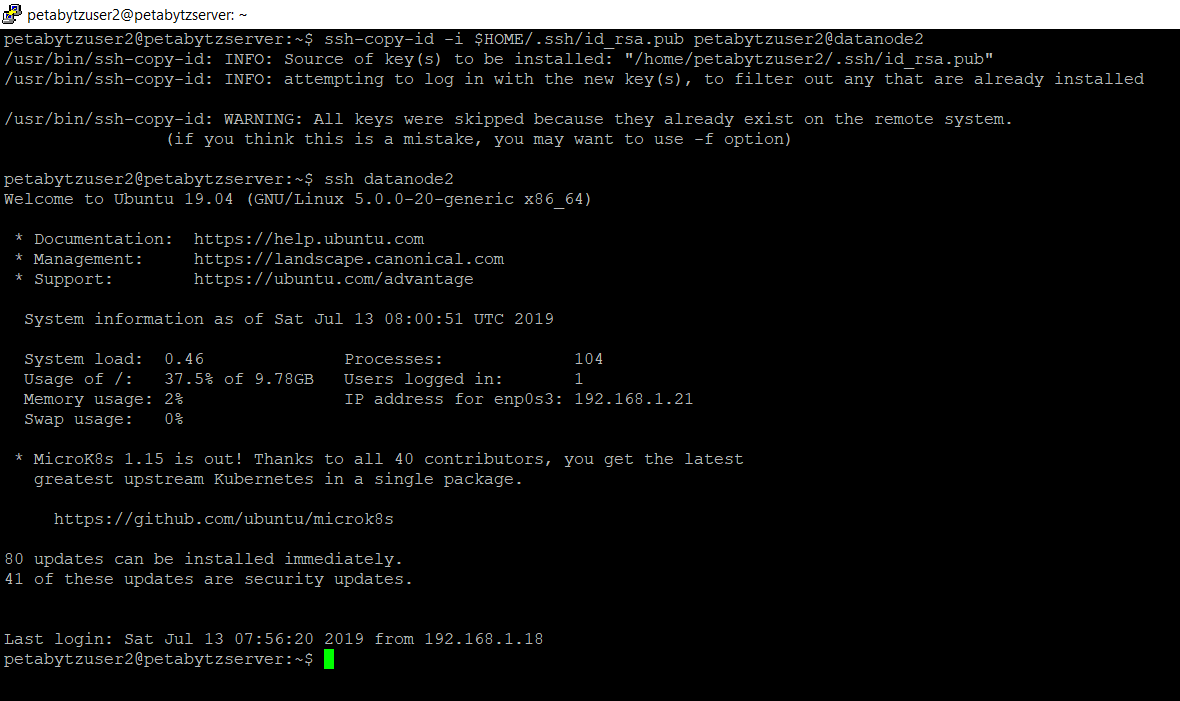 petabytzuser2@petabytzserver: ~
petabytzuser2@petabytzserver:~$ ssh-copy-id -i $HOME/.ssh/id_rsa.pub petabytzuser2@datanode2
/usr/bin/ssh-copy-id: INFO: Source of key(s) to be installed: "/home/petabytzuser2/.ssh/id_rsa.pub"
/usr/bin/ssh-copy-id: INFO: attempting to log in with the new key(s), to filter out any that are already installed
/usr/bin/ssh-copy-id: WARNING: All keys were skipped because they already exist on the remote system.
(if you think this is a mistake, you may want to use -f option)
petabytzuser2@petabytzserver:~$ ssh datanode2
Welcome to Ubuntu 19.04 (GNU/Linux 5.0.0-20-generic x86_64)
* Documentation:  https://help.ubuntu.com
* Management:     https://landscape.canonical.com
* Support:        https://ubuntu.com/advantage
System information as of Sat Jul 13 08:00:51 UTC 2019
System load:  0.46              Processes:             104
Usage of /:   37.5% of 9.78GB   Users logged in:       1
Memory usage: 2%                IP address for enp0s3: 192.168.1.21
Swap usage:   0%
* MicroK8s 1.15 is out! Thanks to all 40 contributors, you get the latest
greatest upstream Kubernetes in a single package.
https://github.com/ubuntu/microk8s
80 updates can be installed immediately.
41 of these updates are security updates.
Last login: Sat Jul 13 07:56:20 2019 from 192.168.1.18
petabytzuser2@petabytzserver:~$